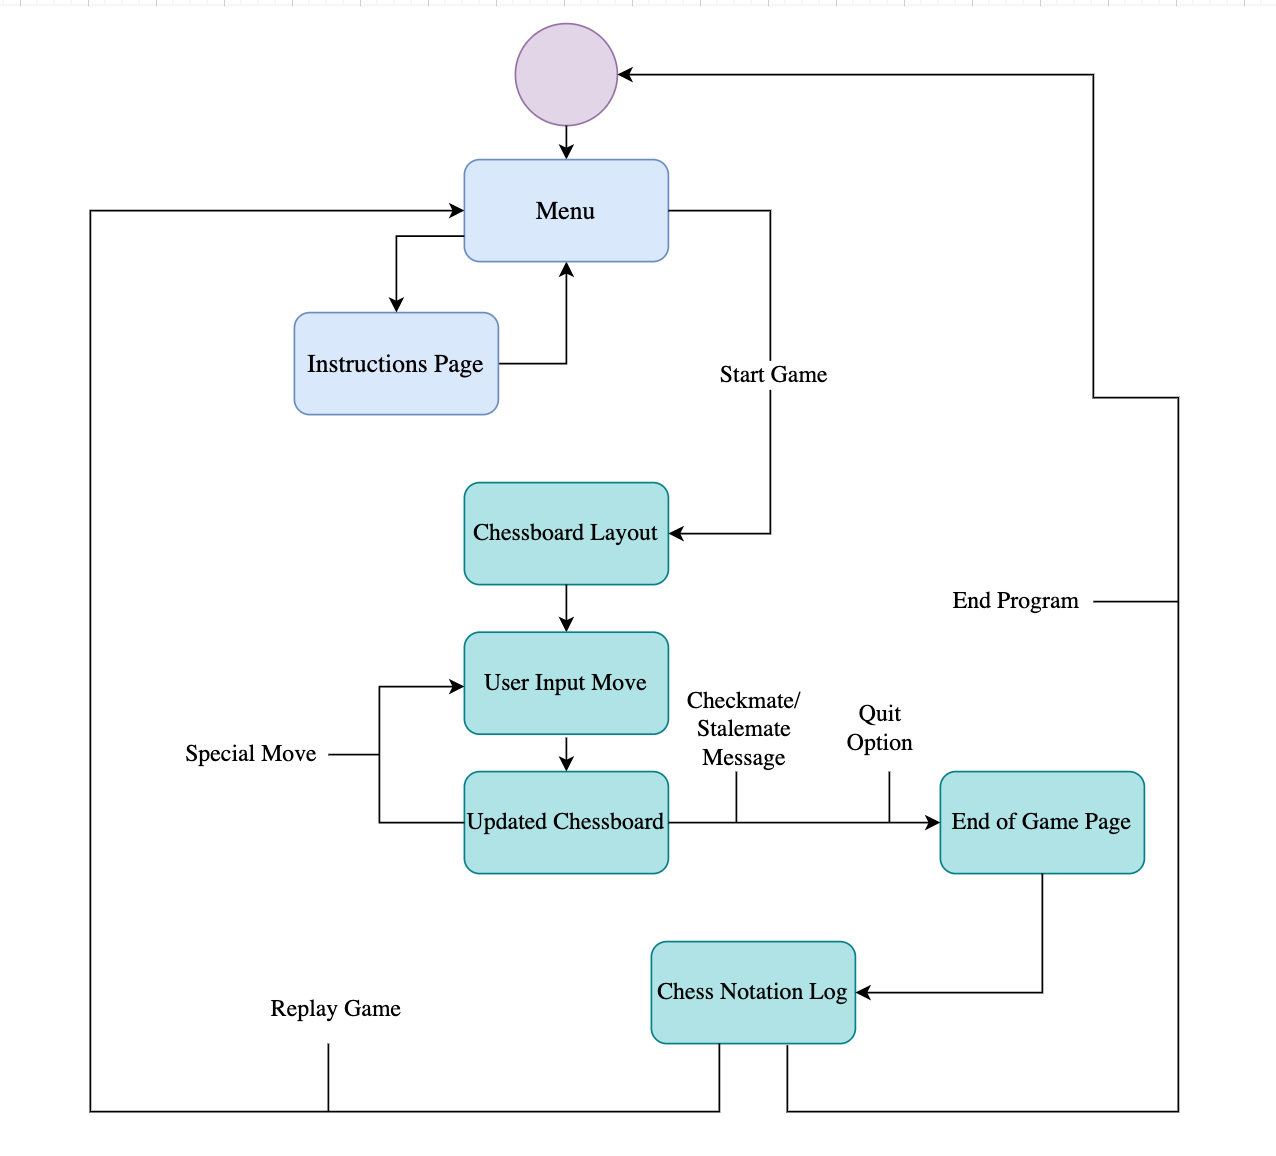 Menu
Instructions Page
Start Game
Chessboard Layout
End Program
User Input Move
Checkmate/
Stalemate
Message
Quit
Option
Special Move
Updated Chessboard
End of Game Page
Chess Notation Log
Replay Game